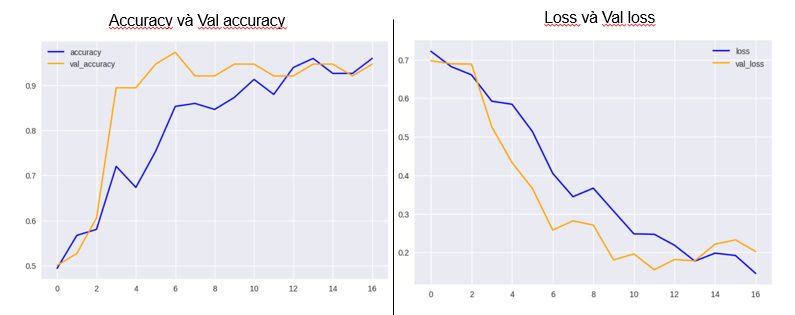 Accuracy và Val accuracy
accuracy
val_accuracy
0.9
0.8
0.7
0.6
0.5
0 2 4 6 8 10 12 14 16
Loss và Val loss
loss
val_loss
0.7
0.6
0.5
0.4
0.3
0.2
0 2 4 6 8 10 12 14 16